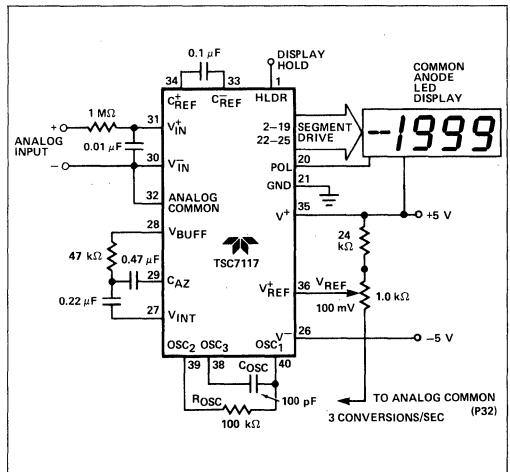 0.1 µF
DISPLAY
HOLD
COMMON
ANODE
LED
DISPLAY
34
33
1
C+REF
C−REF
HLDR
1 MΩ
31
V+IN
2–19
SEGMENT
22–25
DRIVE
-1999
ANALOG
INPUT
+
−
0.01 µF
30
V−IN
POL
20
GND
21
32
ANALOG
COMMON
V+
35
+5 V
28
VBUFF
24
kΩ
47 kΩ
0.47 µF
TSC7117
29
CAZ
V+REF
36
VREF
100 mV
1.0 kΩ
0.22 µF
27
VINT
V−
26
−5 V
OSC2
OSC3
OSC1
39
38
COSC
40
ROSC
100 pF
100 kΩ
TO ANALOG COMMON
(P32)
3 CONVERSIONS/SEC